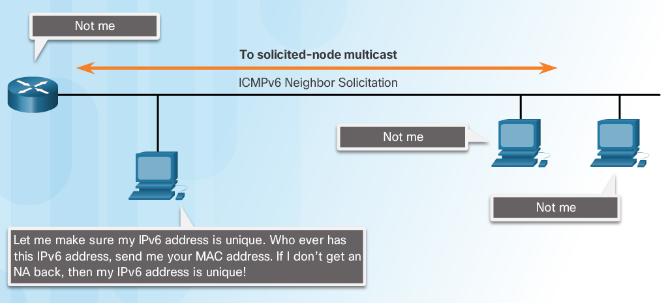 Not me
To solicited-node multicast
ICMPv6 Neighbor Solicitation
Not me
Not me
Let me make sure my IPv6 address is unique. Who ever has
this IPv6 address, send me your MAC address. If I don't get an
NA back, then my IPv6 address is unique!